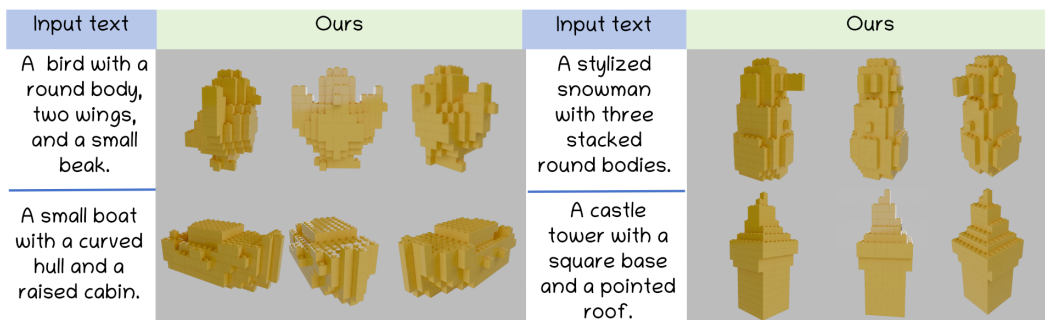 Input text
Ours
Input text
Ours
A bird with a
round body,
two wings,
and a small
beak.
A stylized
snowman
with three
stacked
round bodies.
A small boat
with a curved
hull and a
raised cabin.
A castle
tower with a
square base
and a pointed
roof.